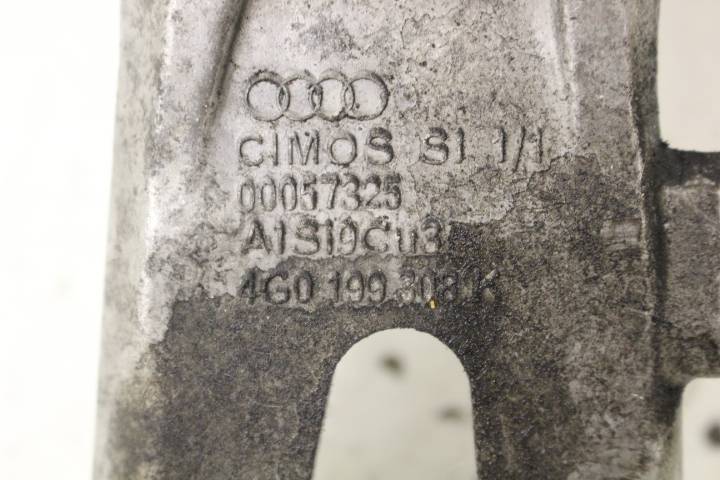 CIMOS SI 1/1
00057325
AlSi9Cu3
4G0 199 308 K